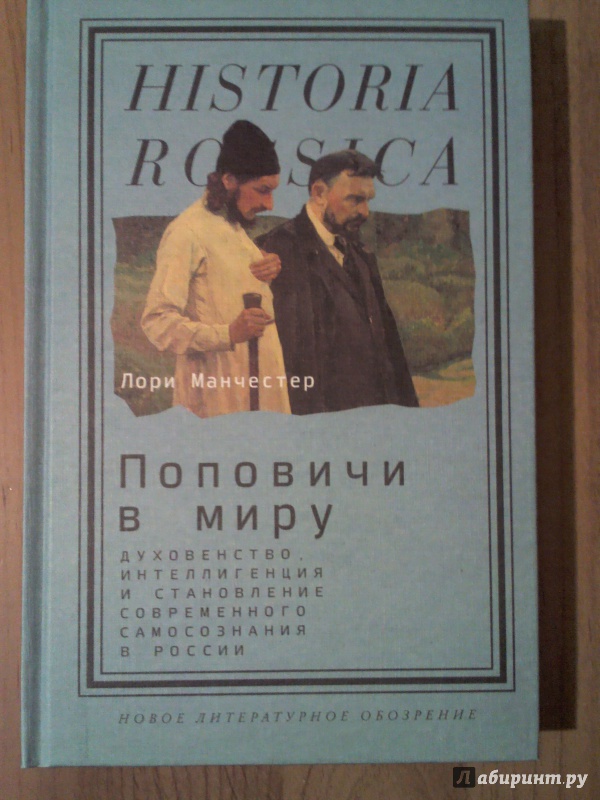 HISTORIA
ROSSICA
Лори Манчестер
Поповичи
в миру
ДУХОВЕНСТВО,
ИНТЕЛЛИГЕНЦИЯ
И СТАНОВЛЕНИЕ
СОВРЕМЕННОГО
САМОСОЗНАНИЯ
В РОССИИ
НОВОЕ ЛИТЕРАТУРНОЕ ОБОЗРЕНИЕ
Лабиринт.ру